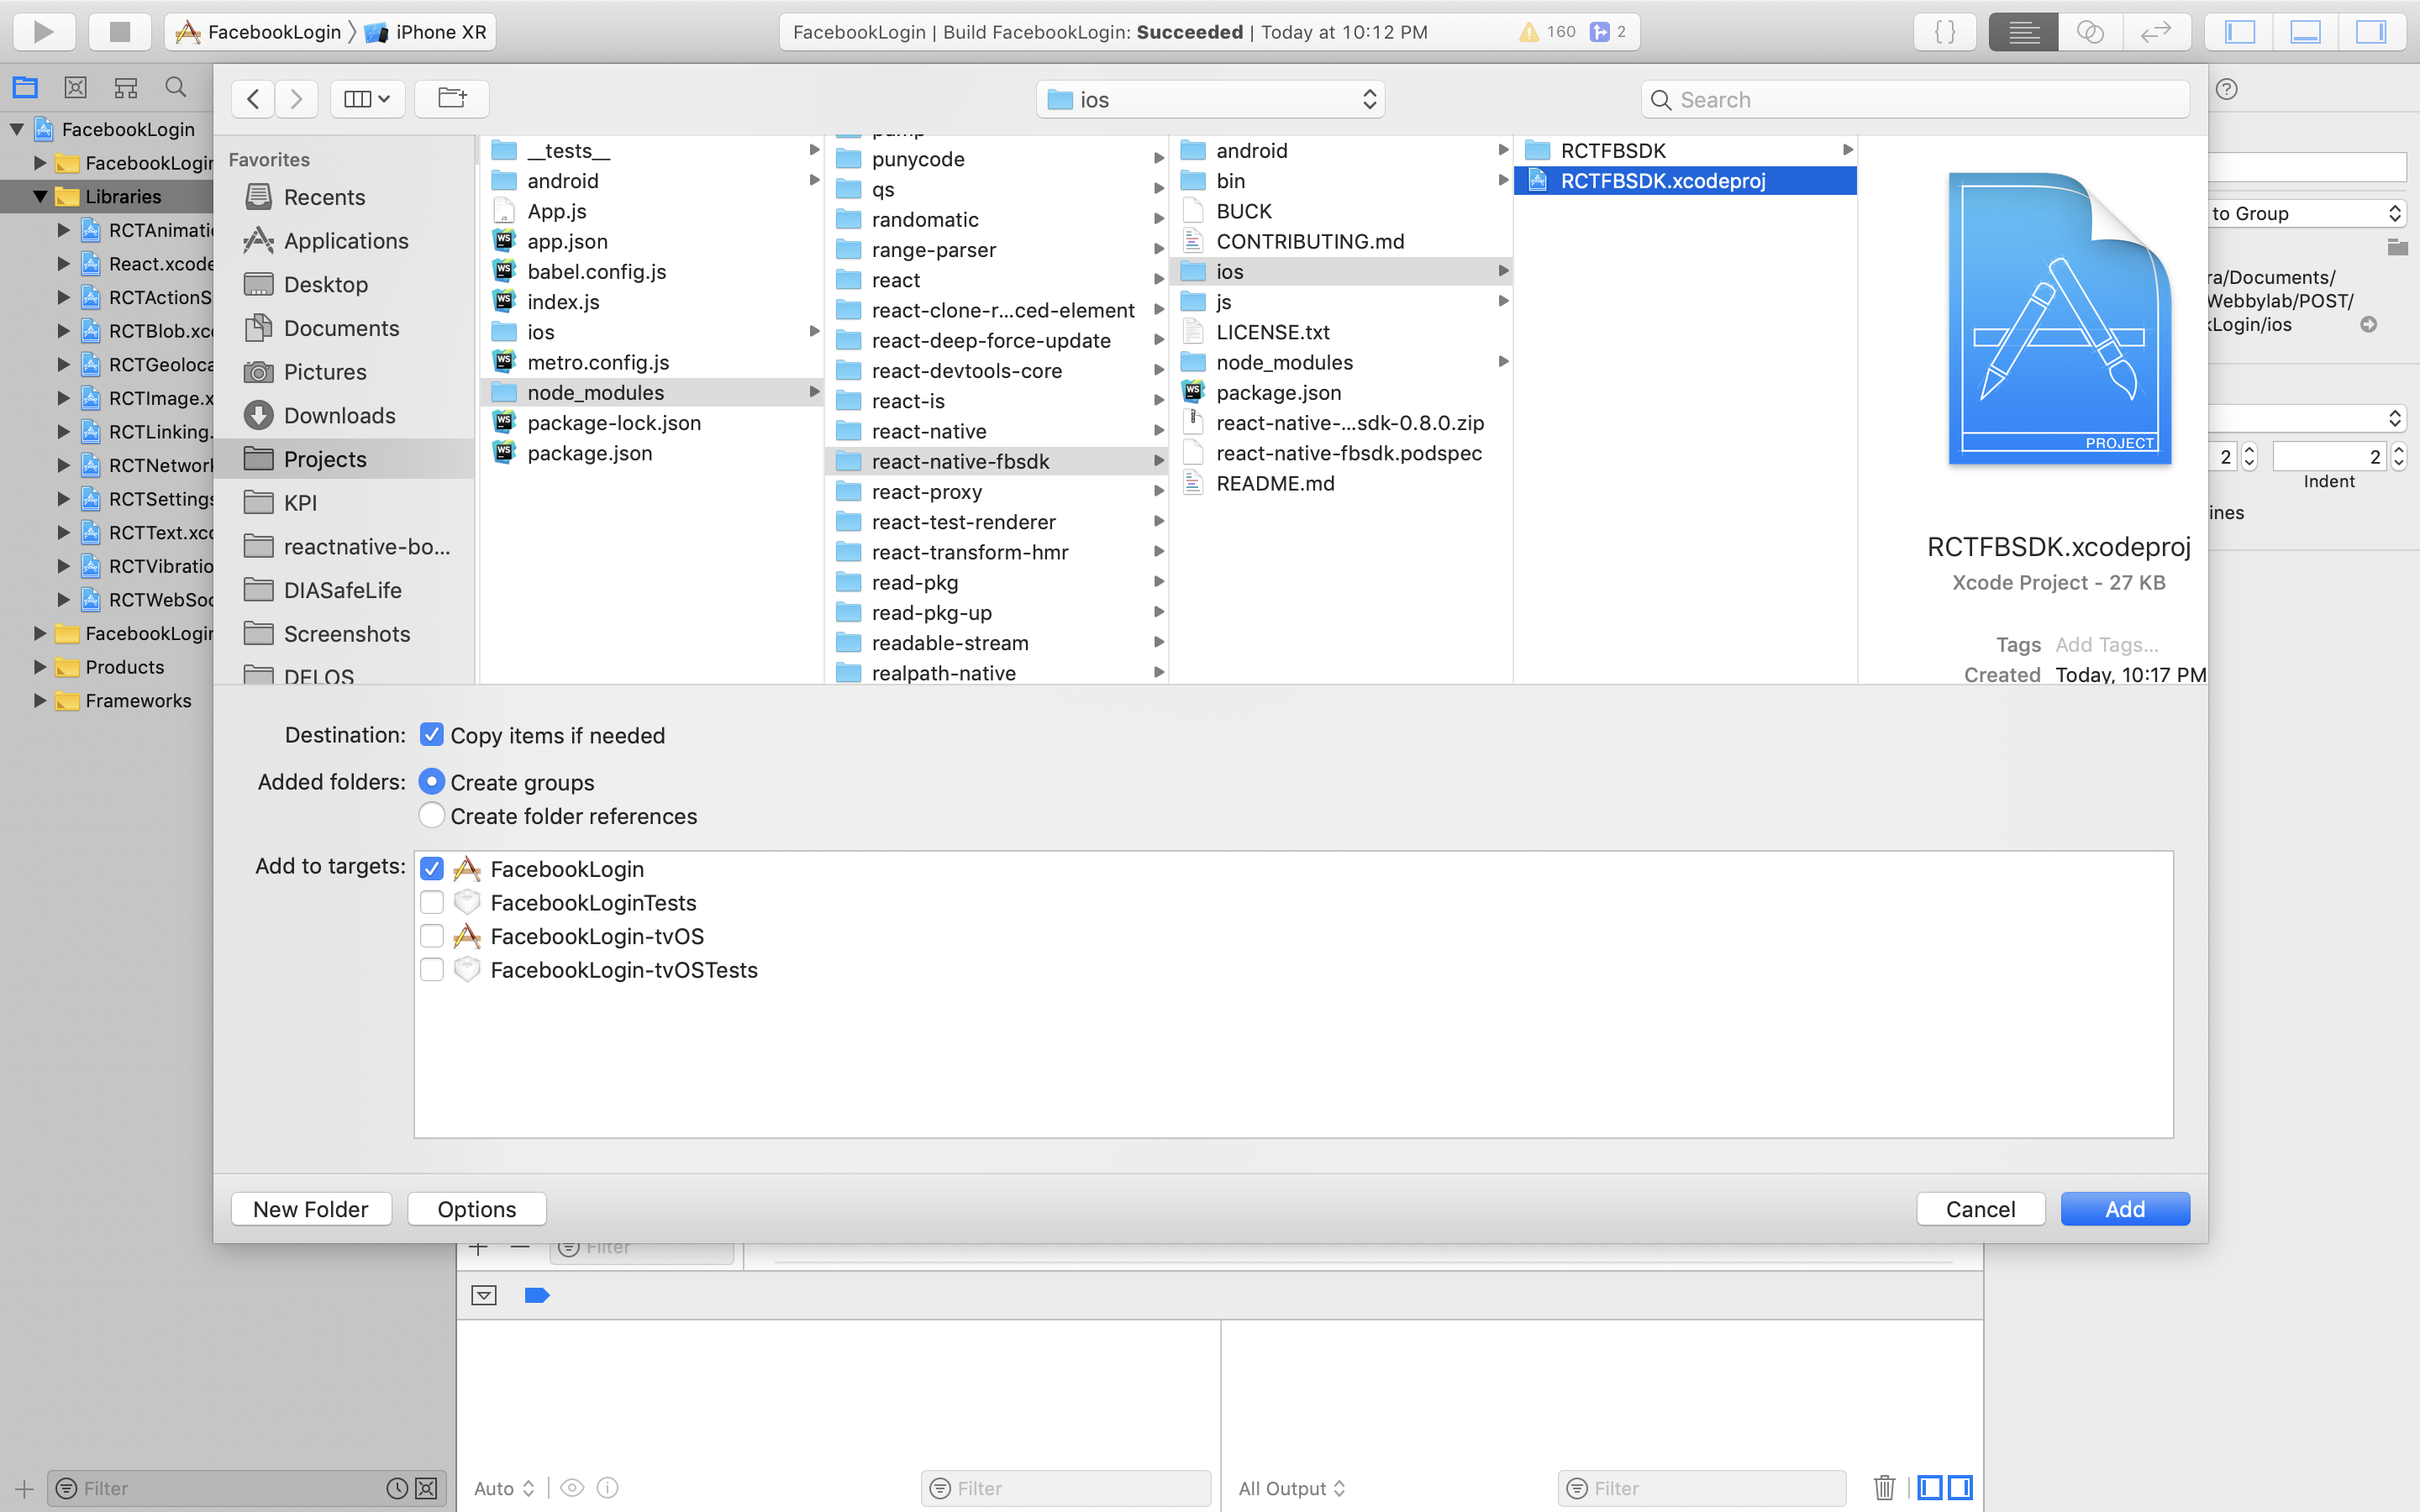 FacebookLogin
iPhone XR
FacebookLogin | Build FacebookLogin: Succeeded | Today at 10:12 PM
160
2
ios
Search
FacebookLogin
FacebookLogin
Libraries
RCTAnimati
React.xcode
RCTActionS
RCTBlob.xc
RCTGeoloca
RCTImage.x
RCTLinking.
RCTNetwork
RCTSettings
RCTText.xco
RCTVibratio
RCTWebSoc
FacebookLogin
Products
Frameworks
Favorites
Recents
Applications
Desktop
Documents
Pictures
Downloads
Projects
KPI
reactnative-bo...
DIASafeLife
Screenshots
DELOS
__tests__
android
App.js
app.json
babel.config.js
index.js
ios
metro.config.js
node_modules
package-lock.json
package.json
punycode
qs
randomatic
range-parser
react
react-clone-r...ced-element
react-deep-force-update
react-devtools-core
react-is
react-native
react-native-fbsdk
react-proxy
react-test-renderer
react-transform-hmr
read-pkg
read-pkg-up
readable-stream
realpath-native
android
bin
BUCK
CONTRIBUTING.md
ios
js
LICENSE.txt
node_modules
package.json
react-native-...sdk-0.8.0.zip
react-native-fbsdk.podspec
README.md
RCTFBSDK
RCTFBSDK.xcodeproj
PROJECT
RCTFBSDK.xcodeproj
Xcode Project - 27 KB
Tags Add Tags...
Created Today, 10:17 PM
to Group
ra/Documents/
Webbylab/POST/
kLogin/ios
2
2
Indent
ines
Destination: Copy items if needed
Added folders: Create groups
Create folder references
Add to targets: FacebookLogin
FacebookLoginTests
FacebookLogin-tvOS
FacebookLogin-tvOSTests
New Folder
Options
Cancel
Add
Filter
Filter
Auto
Filter
All Output
Filter